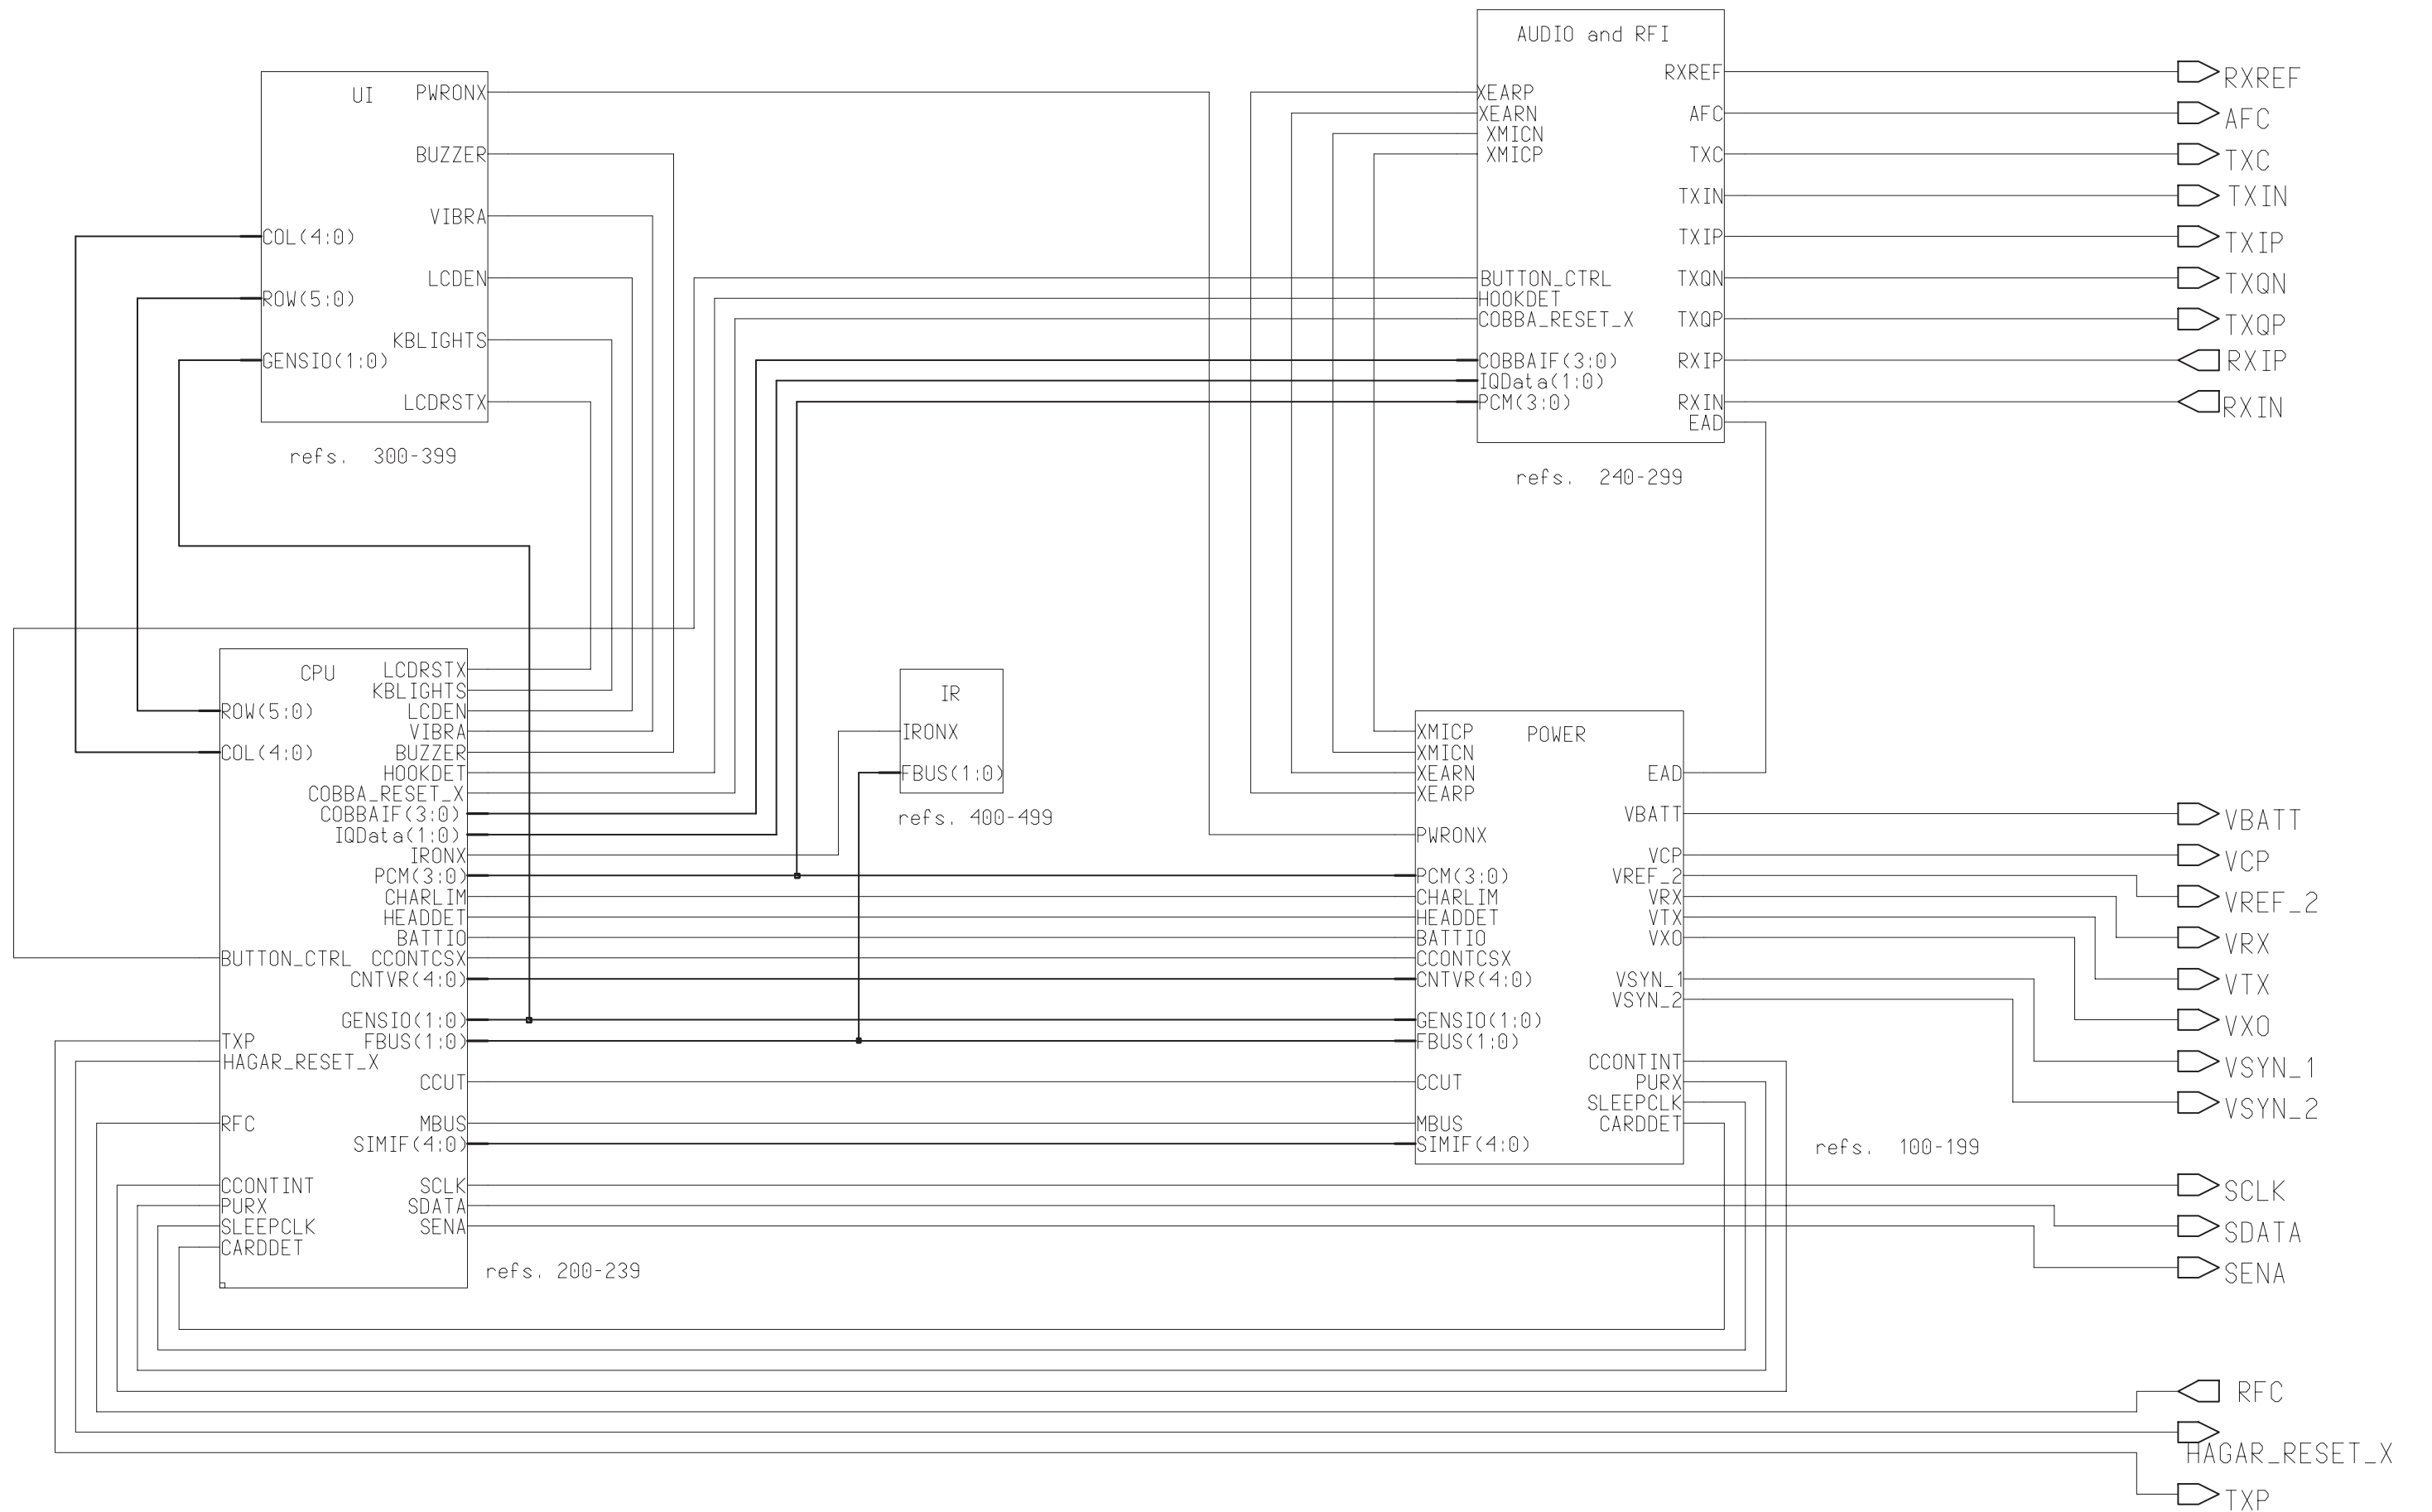 AUDIO and RFI
RXREF
XEARP
XEARN
XMICN
XMICP
AFC
TXC
TXIN
TXIP
BUTTON_CTRL
HOOKDET
COBBA_RESET_X
TXQN
TXQP
COBBAIF(3:0)
IQData(1:0)
PCM(3:0)
RXIP
RXIN
EAD
refs. 240-299
RXREF
AFC
TXC
TXIN
TXIP
TXQN
TXQP
RXIP
RXIN
UI
PWRONX
BUZZER
VIBRA
COL(4:0)
LCDEN
ROW(5:0)
KBLIGHTS
GENSIO(1:0)
LCDRSTX
refs. 300-399
CPU
LCDRSTX
KBLIGHTS
ROW(5:0)
LCDEN
VIBRA
COL(4:0)
BUZZER
HOOKDET
COBBA_RESET_X
COBBAIF(3:0)
IQData(1:0)
IRONX
PCM(3:0)
CHARLIM
HEADDET
BATTIO
BUTTON_CTRL
CCONTCSX
CNTVR(4:0)
GENSIO(1:0)
TXP
FBUS(1:0)
HAGAR_RESET_X
CCUT
RFC
MBUS
SIMIF(4:0)
CCONTINT
SCLK
PURX
SDATA
SLEEPCLK
SENA
CARDDET
refs. 200-239
IR
IRONX
FBUS(1:0)
refs. 400-499
POWER
XMICP
XMICN
XEARN
XEARP
EAD
VBATT
PWRONX
VCP
PCM(3:0)
VREF_2
CHARLIM
VRX
HEADDET
VTX
BATTIO
VXO
CCONTCSX
CNTVR(4:0)
VSYN_1
VSYN_2
GENSIO(1:0)
FBUS(1:0)
CCONTINT
CCUT
PURX
SLEEPCLK
MBUS
CARDDET
SIMIF(4:0)
refs. 100-199
VBATT
VCP
VREF_2
VRX
VTX
VXO
VSYN_1
VSYN_2
SCLK
SDATA
SENA
RFC
HAGAR_RESET_X
TXP